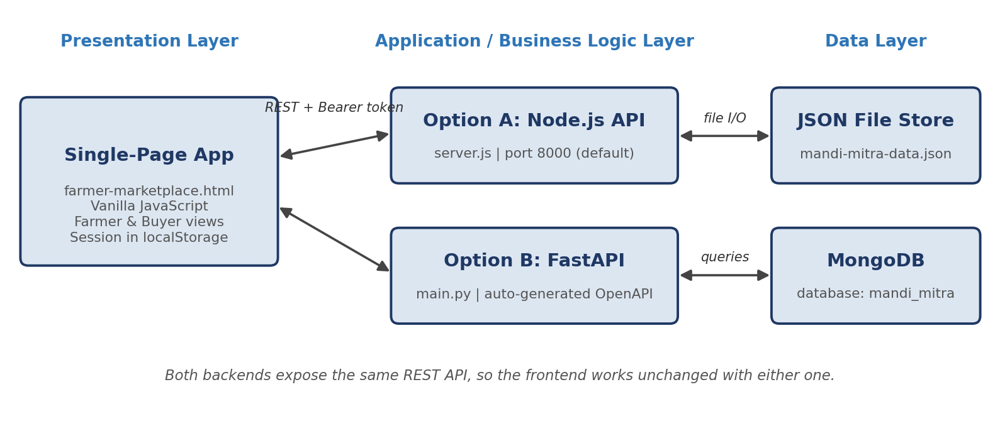 Presentation Layer
Application / Business Logic Layer
Data Layer
Single-Page App
farmer-marketplace.html
Vanilla JavaScript
Farmer & Buyer views
Session in localStorage
REST + Bearer token
Option A: Node.js API
server.js | port 8000 (default)
file I/O
JSON File Store
mandi-mitra-data.json
Option B: FastAPI
main.py | auto-generated OpenAPI
queries
MongoDB
database: mandi_mitra
Both backends expose the same REST API, so the frontend works unchanged with either one.